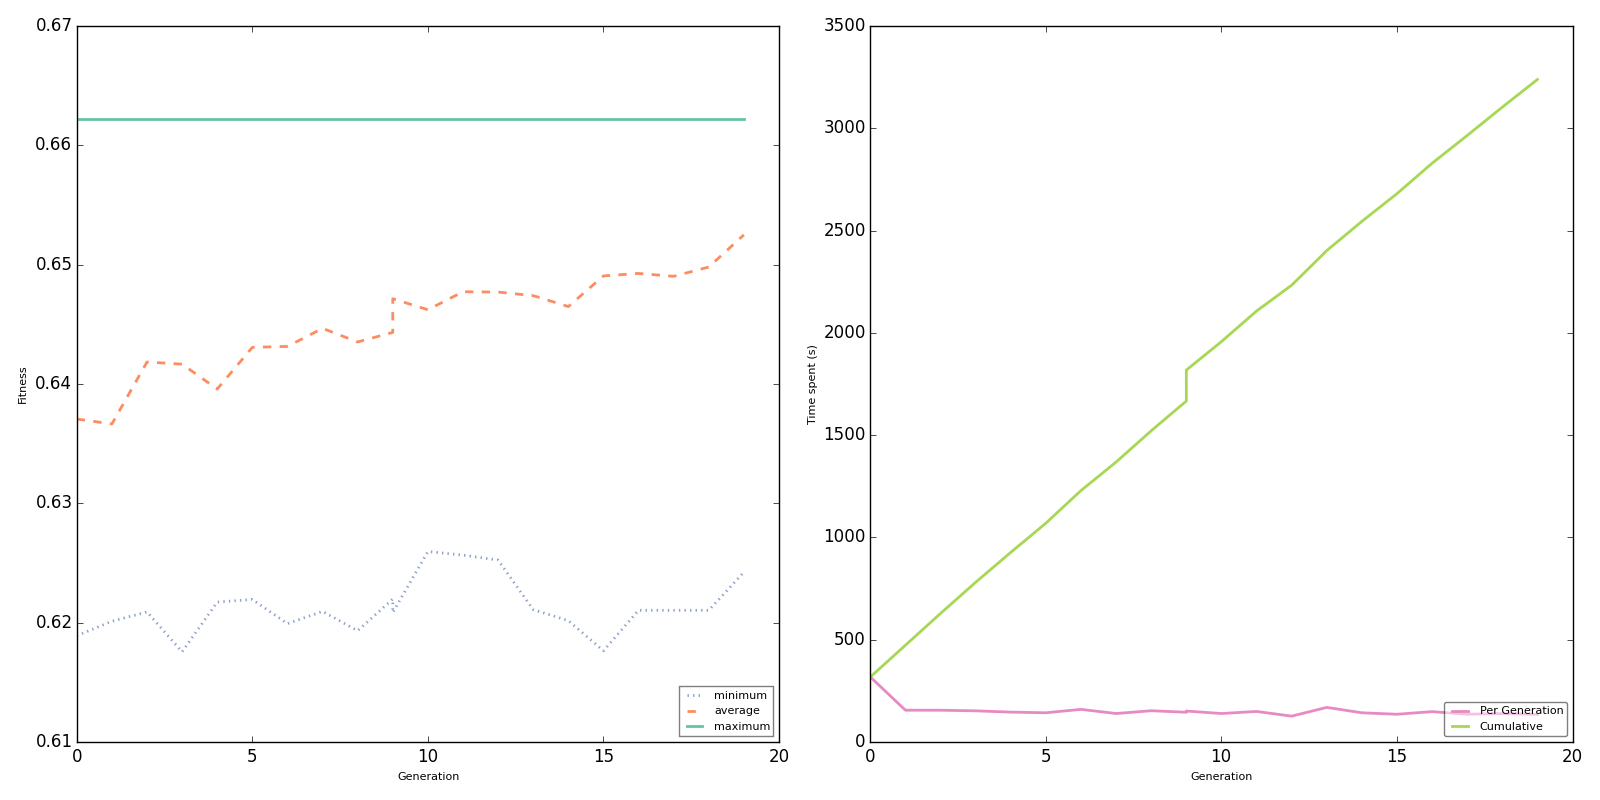 0.67
0.66
0.65
0.64
0.63
0.62
0.61
Fitness
0 5 10 15 20
Generation
minimum
average
maximum
3500
3000
2500
2000
1500
1000
500
0
Time spent (s)
0 5 10 15 20
Generation
Per Generation
Cumulative